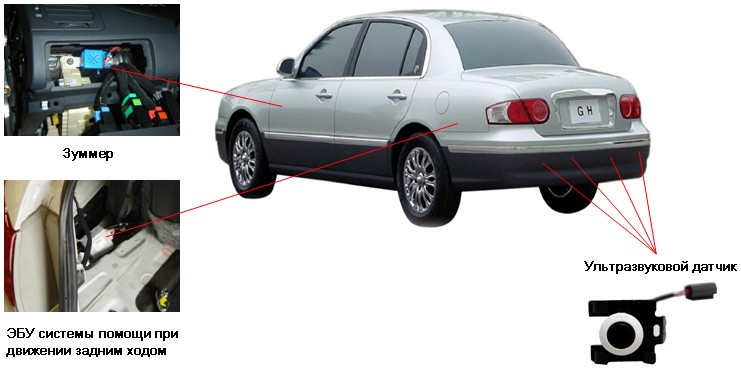 Зуммер
G H
Ультразвуковой датчик
ЭБУ системы помощи при
движении задним ходом